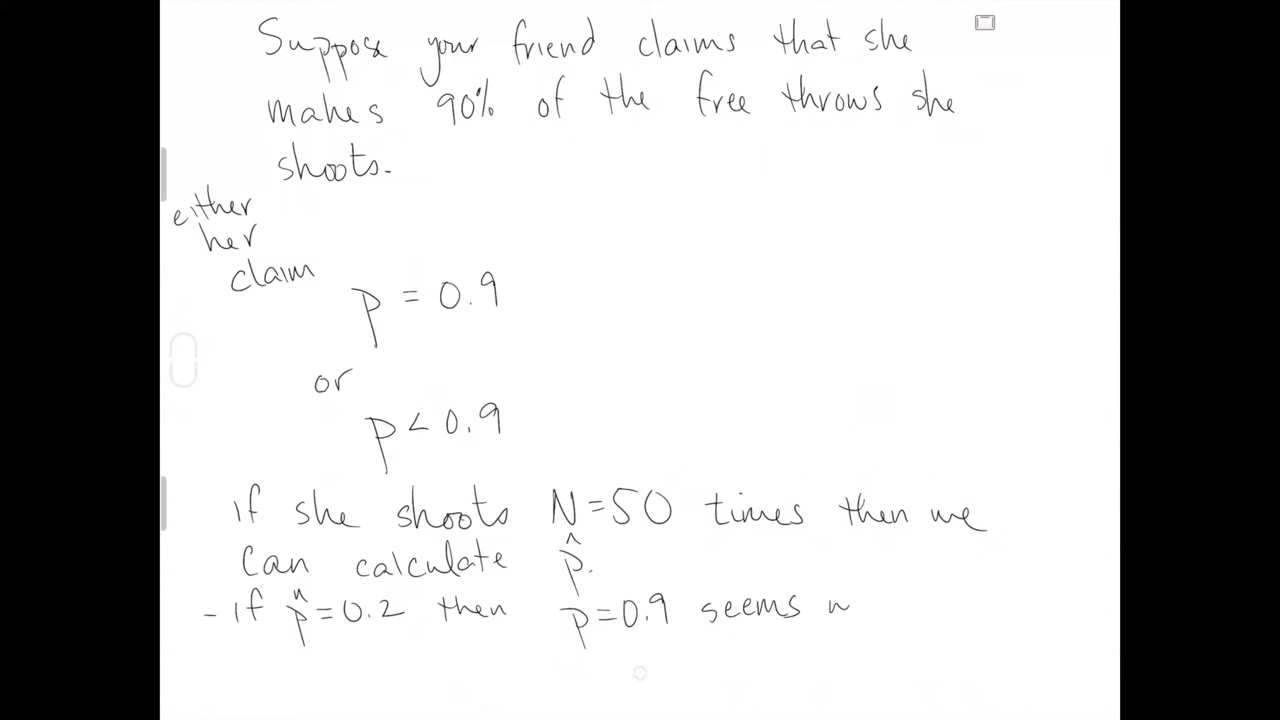 Suppose your friend claims that she
makes 90% of the free throws she
shoots.
either
her
claim
p = 0.9
or
p < 0.9
if she shoots N=50 times then we
can calculate p̂.
- if p̂=0.2 then p=0.9 seems